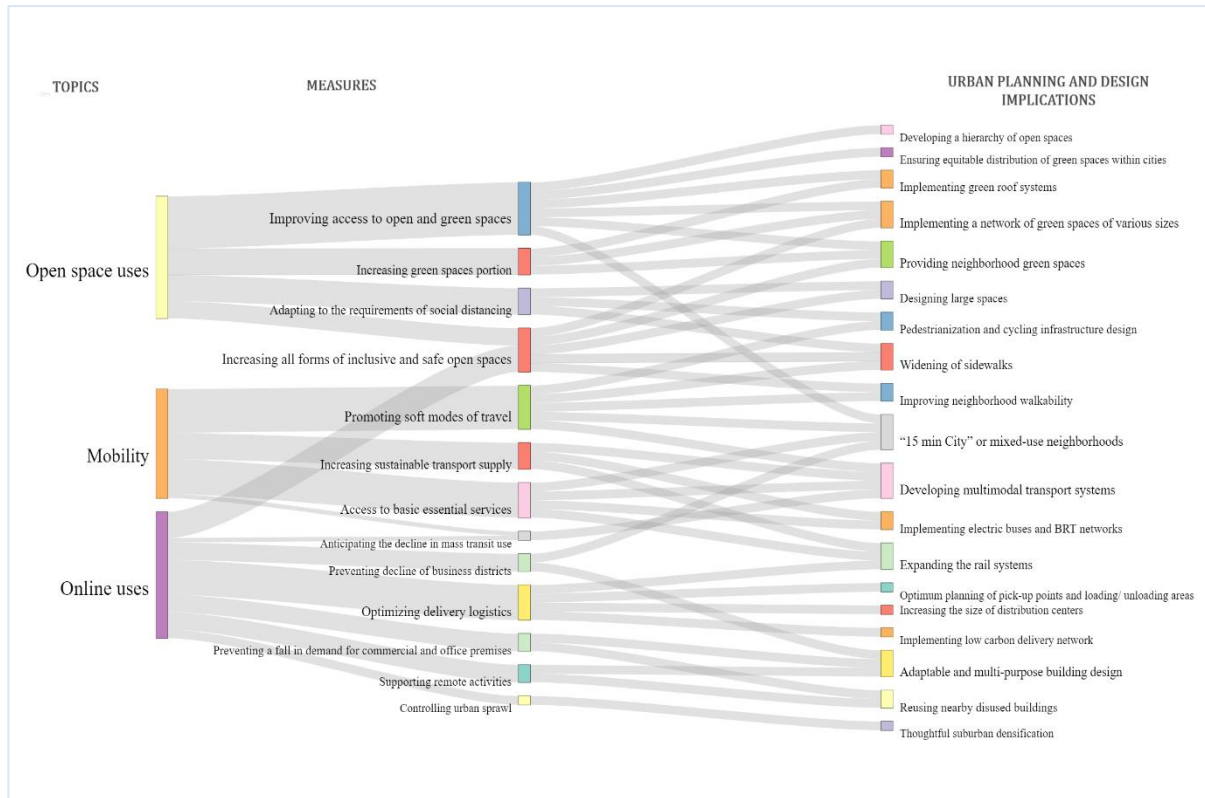 TOPICS
MEASURES
URBAN PLANNING AND DESIGN
IMPLICATIONS
Open space uses
Mobility
Online uses
Improving access to open and green spaces
Increasing green spaces portion
Adapting to the requirements of social distancing
Increasing all forms of inclusive and safe open spaces
Promoting soft modes of travel
Increasing sustainable transport supply
Access to basic essential services
Anticipating the decline in mass transit use
Preventing decline of business districts
Optimizing delivery logistics
Preventing a fall in demand for commercial and office premises
Supporting remote activities
Controlling urban sprawl
Developing a hierarchy of open spaces
Ensuring equitable distribution of green spaces within cities
Implementing green roof systems
Implementing a network of green spaces of various sizes
Providing neighborhood green spaces
Designing large spaces
Pedestrianization and cycling infrastructure design
Widening of sidewalks
Improving neighborhood walkability
“15 min City” or mixed-use neighborhoods
Developing multimodal transport systems
Implementing electric buses and BRT networks
Expanding the rail systems
Optimum planning of pick-up points and loading/ unloading areas
Increasing the size of distribution centers
Implementing low carbon delivery network
Adaptable and multi-purpose building design
Reusing nearby disused buildings
Thoughtful suburban densification